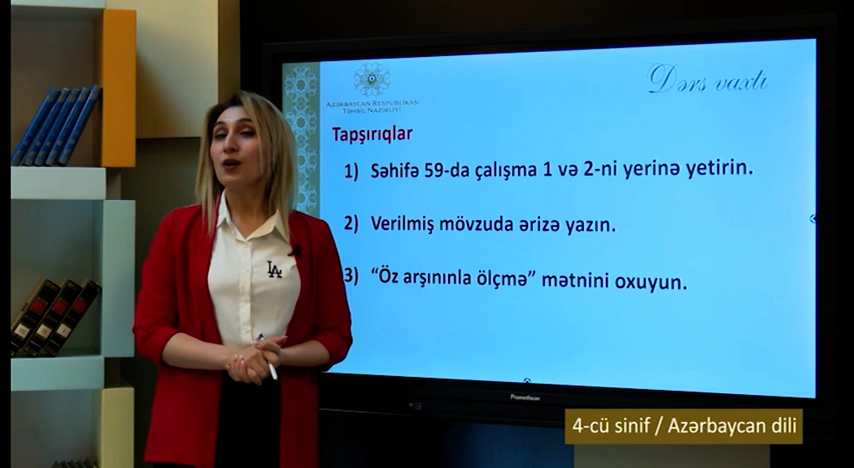 Dərs vaxtı
AZƏRBAYCAN RESPUBLİKASI
TƏHSİL NAZİRLİYİ
Tapşırıqlar
1) Səhifə 59-da çalışma 1 və 2-ni yerinə yetirin.
2) Verilmiş mövzuda ərizə yazın.
3) “Öz arşınınla ölçmə” mətnini oxuyun.
LA
Promethean
4-cü sinif / Azərbaycan dili